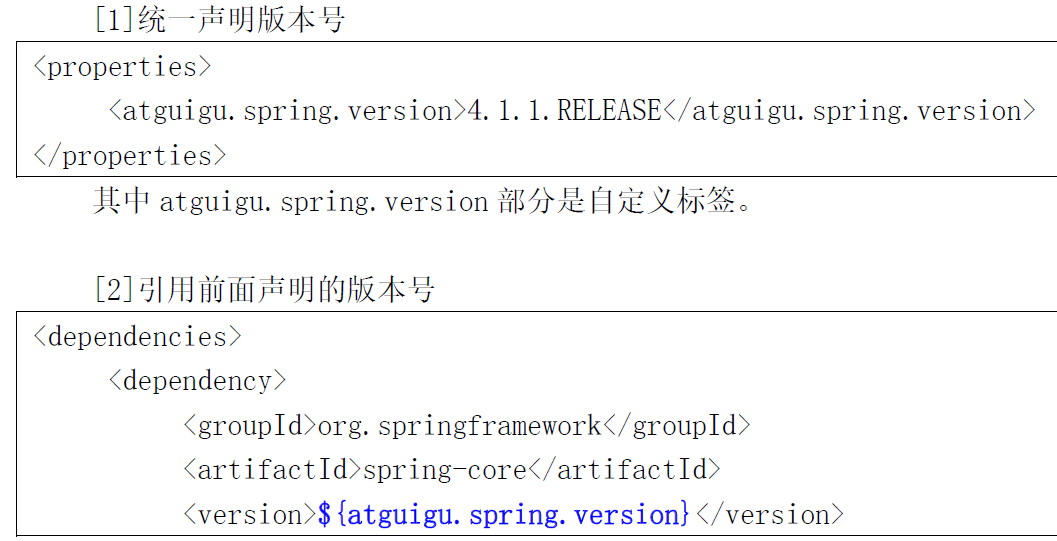 [1]统一声明版本号
<properties>
<atguigu.spring.version>4.1.1.RELEASE</atguigu.spring.version>
</properties>
其中 atguigu.spring.version 部分是自定义标签。
[2]引用前面声明的版本号
<dependencies>
<dependency>
<groupId>org.springframework</groupId>
<artifactId>spring-core</artifactId>
<version>${atguigu.spring.version}</version>